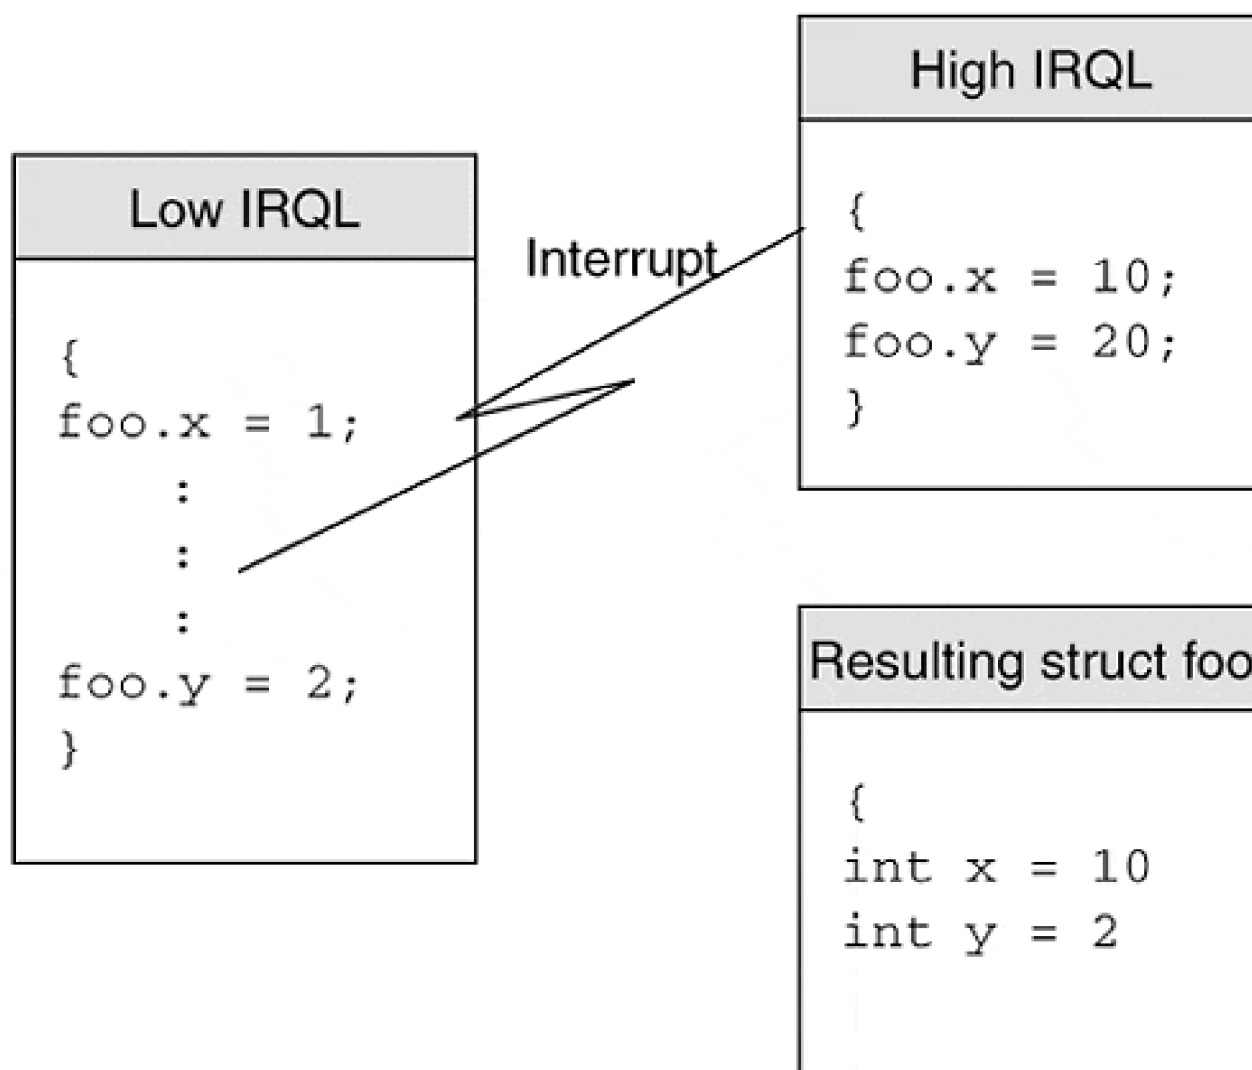 Low IRQL
{
foo.x = 1;
:
:
:
foo.y = 2;
}
Interrupt
High IRQL
{
foo.x = 10;
foo.y = 20;
}
Resulting struct foo
{
int x = 10
int y = 2